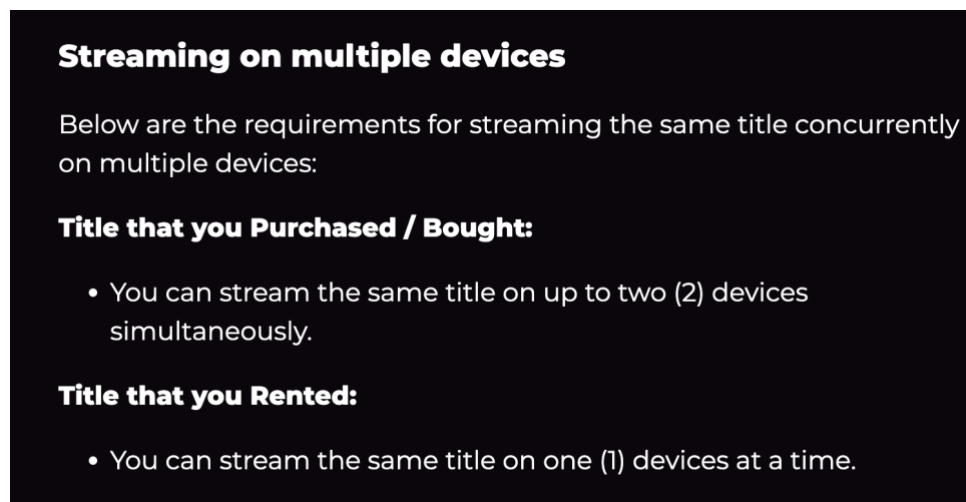 Streaming on multiple devices
Below are the requirements for streaming the same title concurrently
on multiple devices:
Title that you Purchased / Bought:
• You can stream the same title on up to two (2) devices
simultaneously.
Title that you Rented:
• You can stream the same title on one (1) devices at a time.